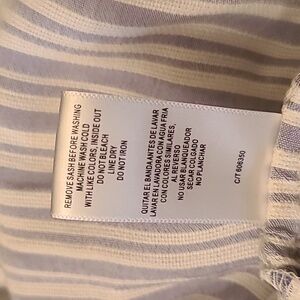 REMOVE SASH BEFORE WASHING
MACHINE WASH COLD
WITH LIKE COLORS, INSIDE OUT
DO NOT BLEACH
LINE DRY
DO NOT IRON
QUITAR EL BANDA ANTES DE LAVAR
LAVAR EN LAVADORA CON AGUA FRIA
CON COLORES SIMILARES,
AL REVERSO
NO USAR BLANQUEADOR
SECAR COLGADO
NO PLANCHAR
C/T 606350